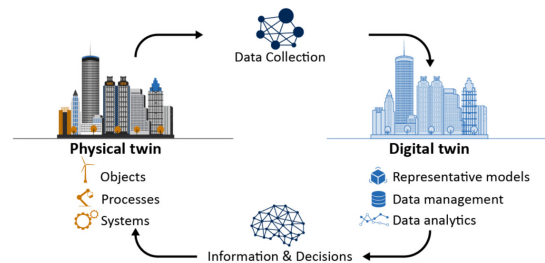 Data Collection
Physical twin
Digital twin
Objects
Processes
Systems
Representative models
Data management
Data analytics
Information & Decisions